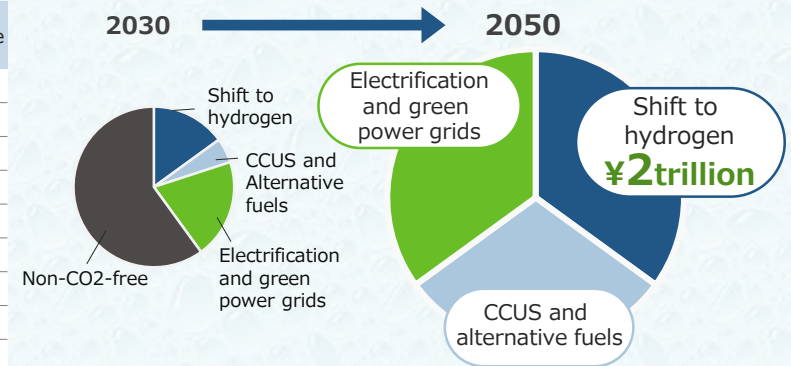 e
2030
2050
Shift to
hydrogen
CCUS and
Alternative
fuels
Electrification
and green
power grids
Non-CO2-free
Electrification
and green
power grids
Shift to
hydrogen
¥2trillion
CCUS and
alternative fuels